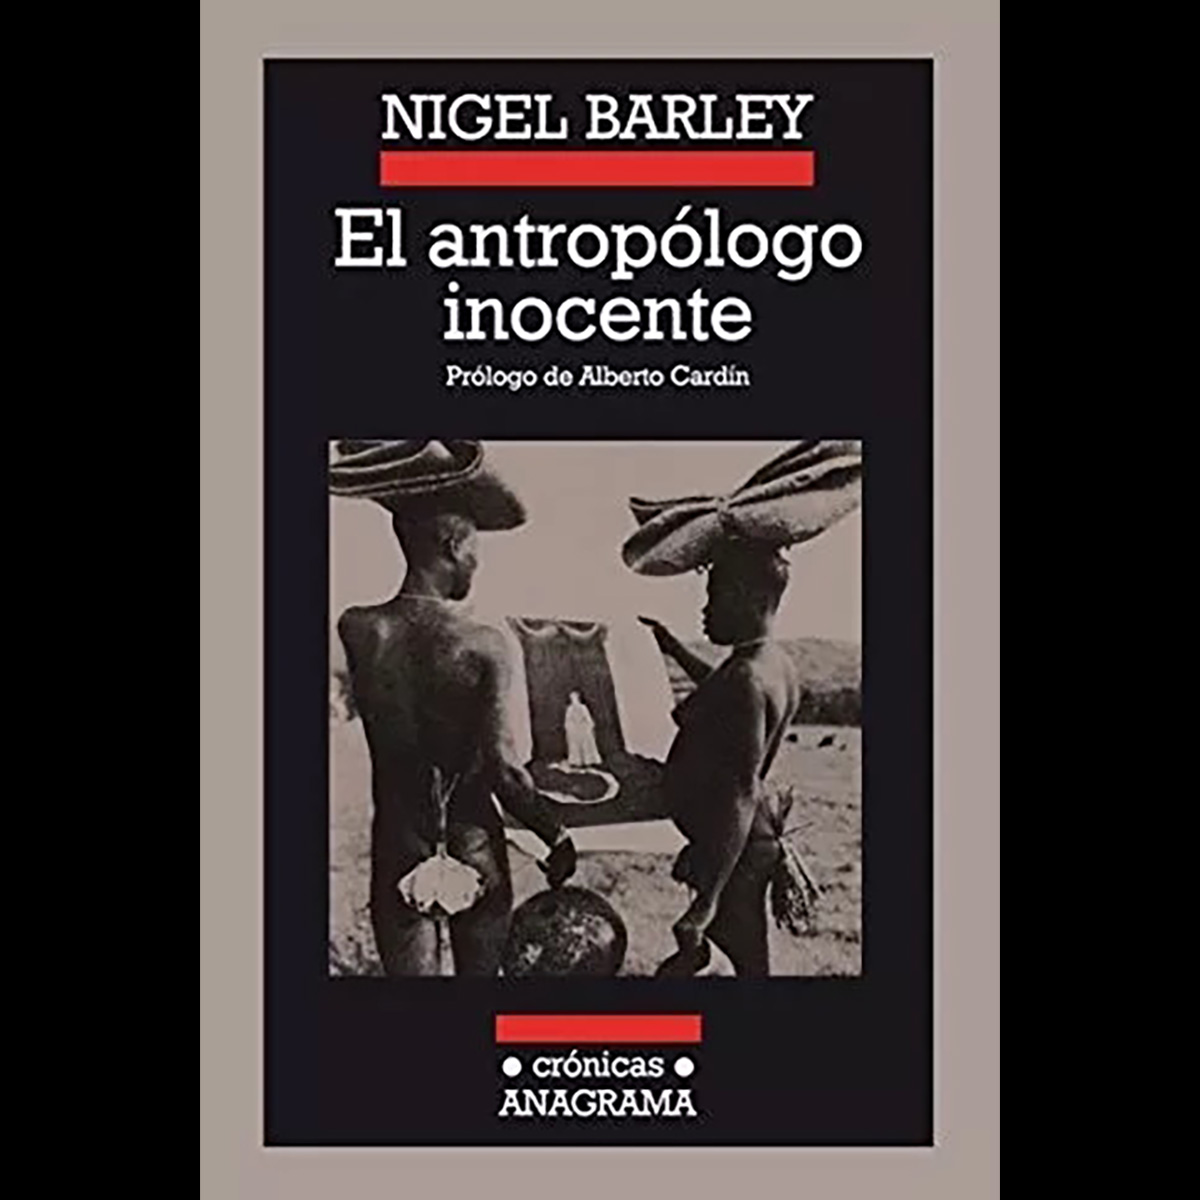 NIGEL BARLEY
El antropólogo
inocente
Prólogo de Alberto Cardín
• crónicas •
ANAGRAMA